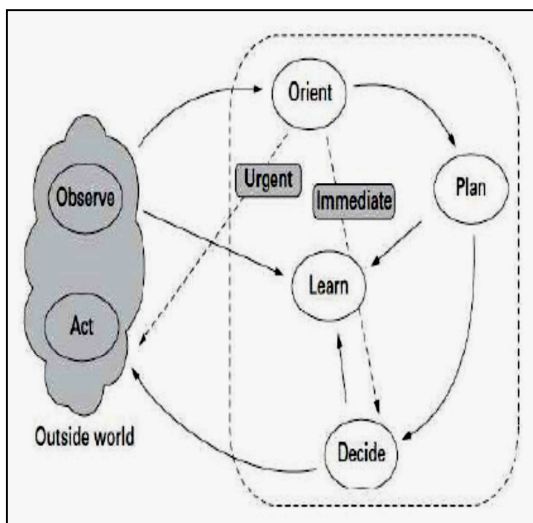 Orient
Urgent
Plan
Observe
Immediate
Learn
Act
Outside world
Decide